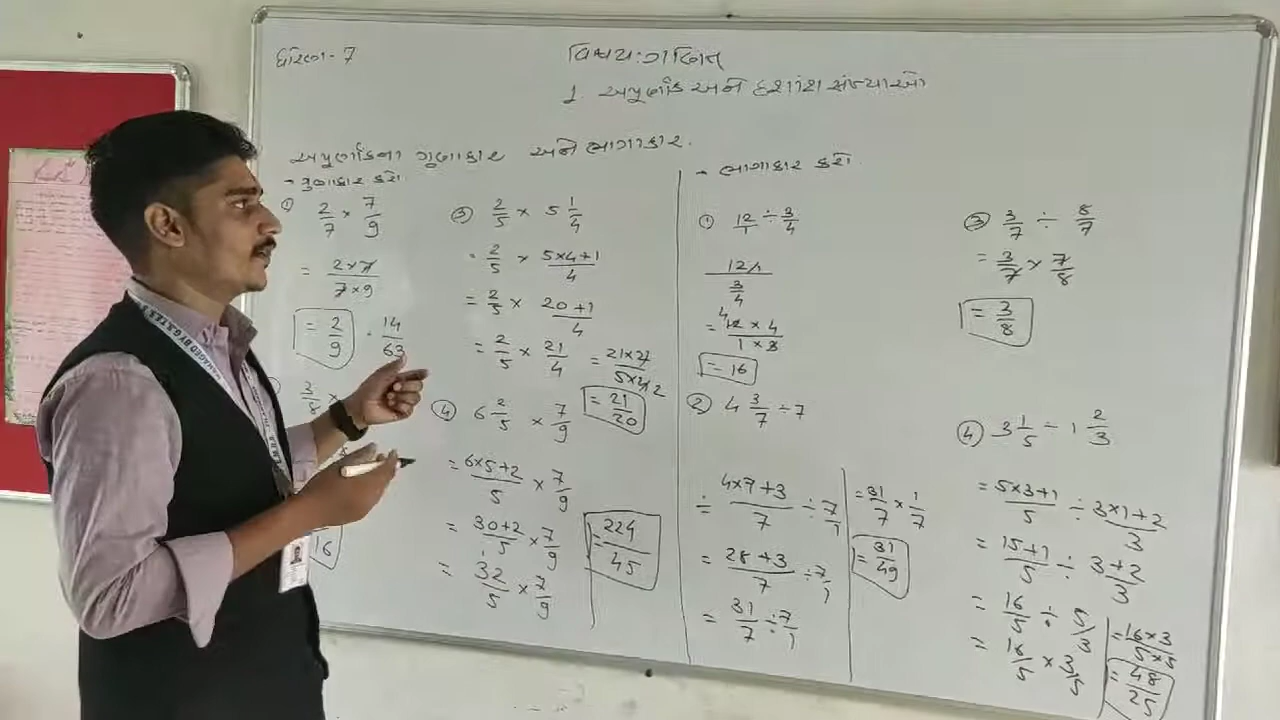 ધોરણ - 7
વિષય : ગણિત
1. અપૂર્ણાંક અને દશાંશ સંખ્યાઓ
અપૂર્ણાંકના ગુણાકાર અને ભાગાકાર.
- ગુણાકાર કરો
① 2/7 × 7/9
= 2×7/7×9
= 2/9 = 14/63
3/8 ×
16
③ 2/5 × 5 1/4
= 2/5 × 5×4+1/4
= 2/5 × 20+1/4
= 2/5 × 21/4 = 21×2/5×4 2
= 21/20
④ 6 2/5 × 7/9
= 6×5+2/5 × 7/9
= 30+2/5 × 7/9
= 32/5 × 7/9
= 224/45
- ભાગાકાર કરો
① 12/1 ÷ 3/4
12/1 / 3/4
= 4 12 × 4/1 × 3
= 16
② 4 3/7 ÷ 7
= 4×7+3/7 ÷ 7/1
= 28+3/7 ÷ 7/1
= 31/7 ÷ 7/1
= 31/7 × 1/7
= 31/49
③ 3/7 ÷ 8/7
= 3/7 × 7/8
= 3/8
④ 3 1/5 ÷ 1 2/3
= 5×3+1/5 ÷ 3×1+2/3
= 15+1/5 ÷ 3+2/3
= 16/5 ÷ 5/3
= 16/5 × 3/5
= 16×3/5×5
= 48/25